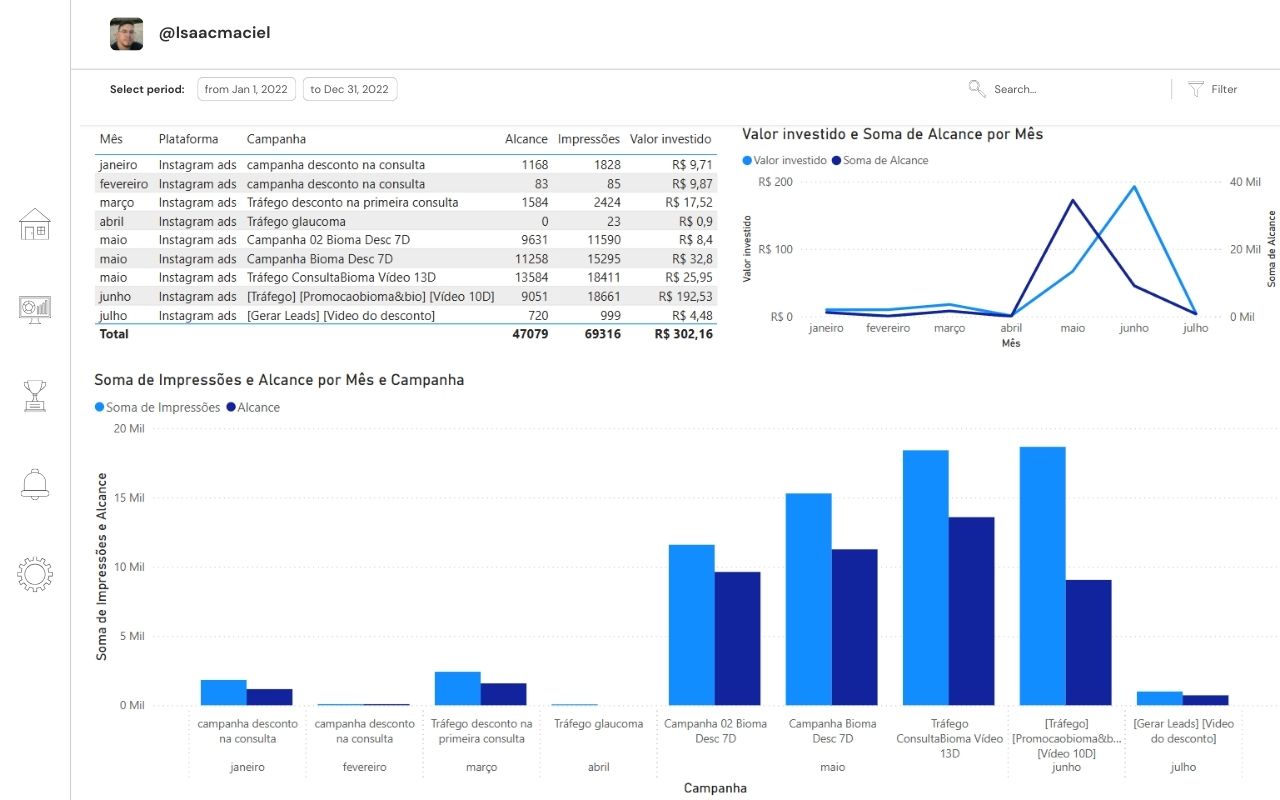 @Isaacmaciel
Select period: from Jan 1, 2022 to Dec 31, 2022 Search... Filter
Mês Plataforma Campanha Alcance Impressões Valor investido
janeiro Instagram ads campanha desconto na consulta 1168 1828 R$ 9,71
fevereiro Instagram ads campanha desconto na consulta 83 85 R$ 9,87
março Instagram ads Tráfego desconto na primeira consulta 1584 2424 R$ 17,52
abril Instagram ads Tráfego glaucoma 0 23 R$ 0,9
maio Instagram ads Campanha 02 Bioma Desc 7D 9631 11590 R$ 8,4
maio Instagram ads Campanha Bioma Desc 7D 11258 15295 R$ 32,8
maio Instagram ads Tráfego ConsultaBioma Vídeo 13D 13584 18411 R$ 25,95
junho Instagram ads [Tráfego] [Promocaobioma&bio] [Vídeo 10D] 9051 18661 R$ 192,53
julho Instagram ads [Gerar Leads] [Video do desconto] 720 999 R$ 4,48
Total 47079 69316 R$ 302,16
Valor investido e Soma de Alcance por Mês
Valor investido Soma de Alcance
R$ 200 40 Mil
R$ 100 20 Mil
R$ 0 0 Mil
Valor investido
Soma de Alcance
janeiro fevereiro março abril maio junho julho
Mês
Soma de Impressões e Alcance por Mês e Campanha
Soma de Impressões Alcance
20 Mil
15 Mil
10 Mil
5 Mil
0 Mil
Soma de Impressões e Alcance
campanha desconto
na consulta
campanha desconto
na consulta
Tráfego desconto na
primeira consulta
Tráfego glaucoma
Campanha 02 Bioma
Desc 7D
Campanha Bioma
Desc 7D
Tráfego
ConsultaBioma Vídeo
13D
[Tráfego]
[Promocaobioma&b...
[Vídeo 10D]
[Gerar Leads] [Video
do desconto]
janeiro fevereiro março abril maio junho julho
Campanha